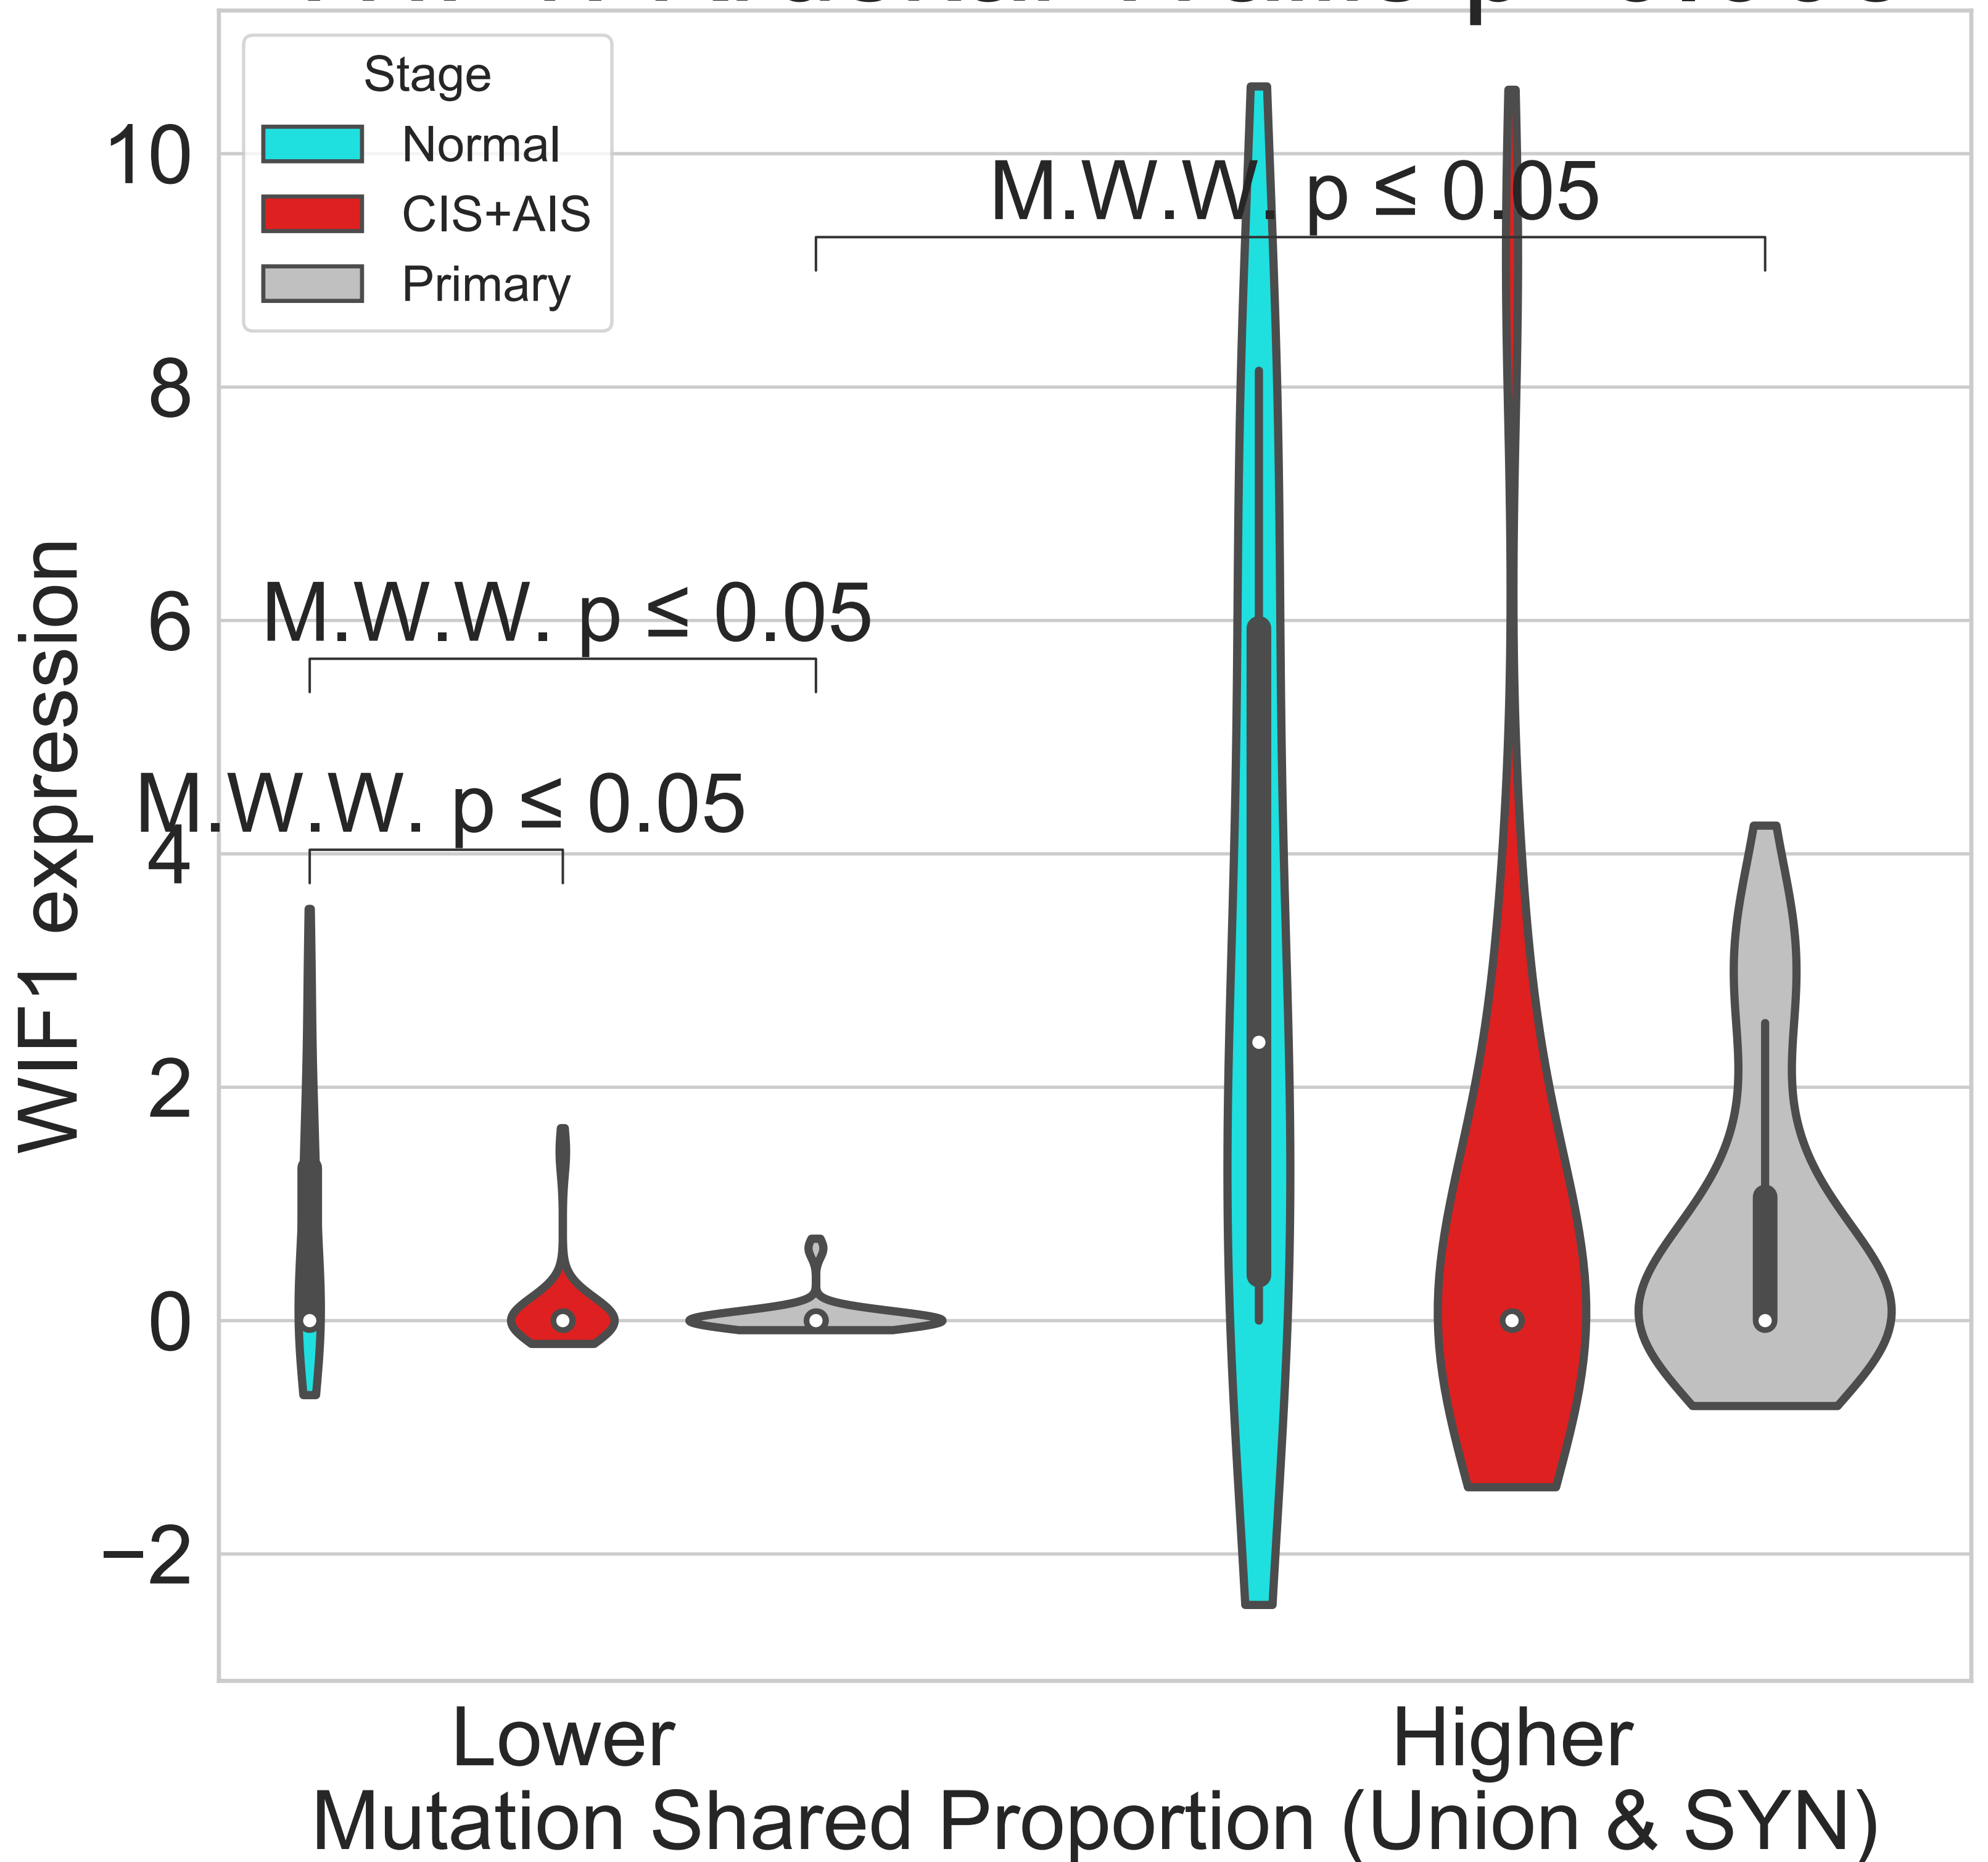 Stage
Normal
CIS+AIS
Primary
10
8
6
4
2
0
−2
WIF1 expression
M.W.W. p ≤ 0.05
M.W.W. p ≤ 0.05
M.W.W. p ≤ 0.05
Lower
Higher
Mutation Shared Proportion (Union & SYN)